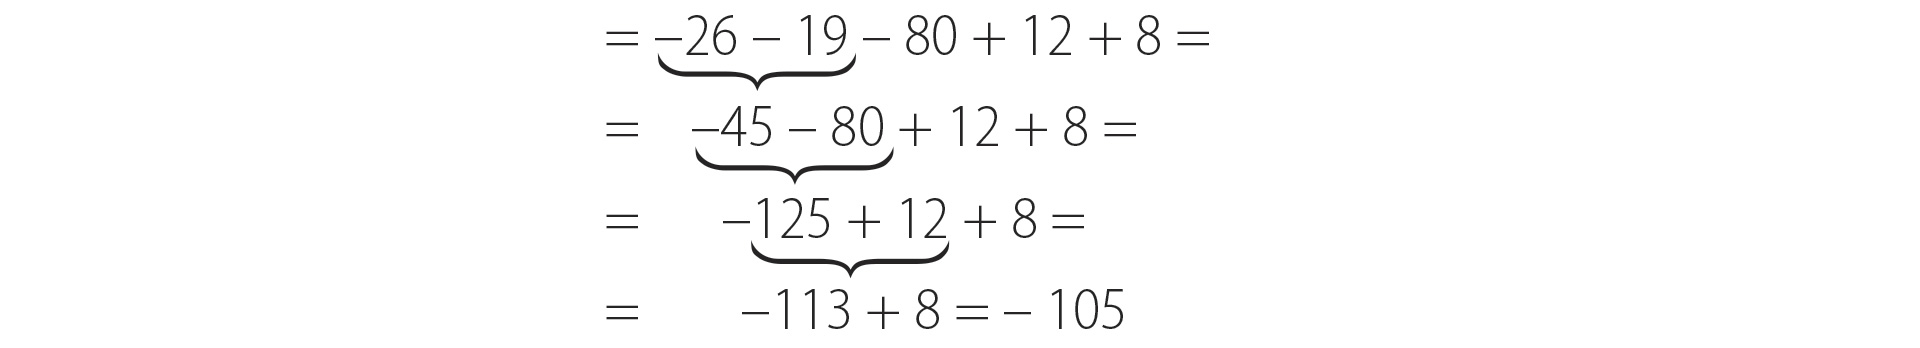 = –26 – 19 – 80 + 12 + 8 =
= –45 – 80 + 12 + 8 =
= –125 + 12 + 8 =
= –113 + 8 = – 105